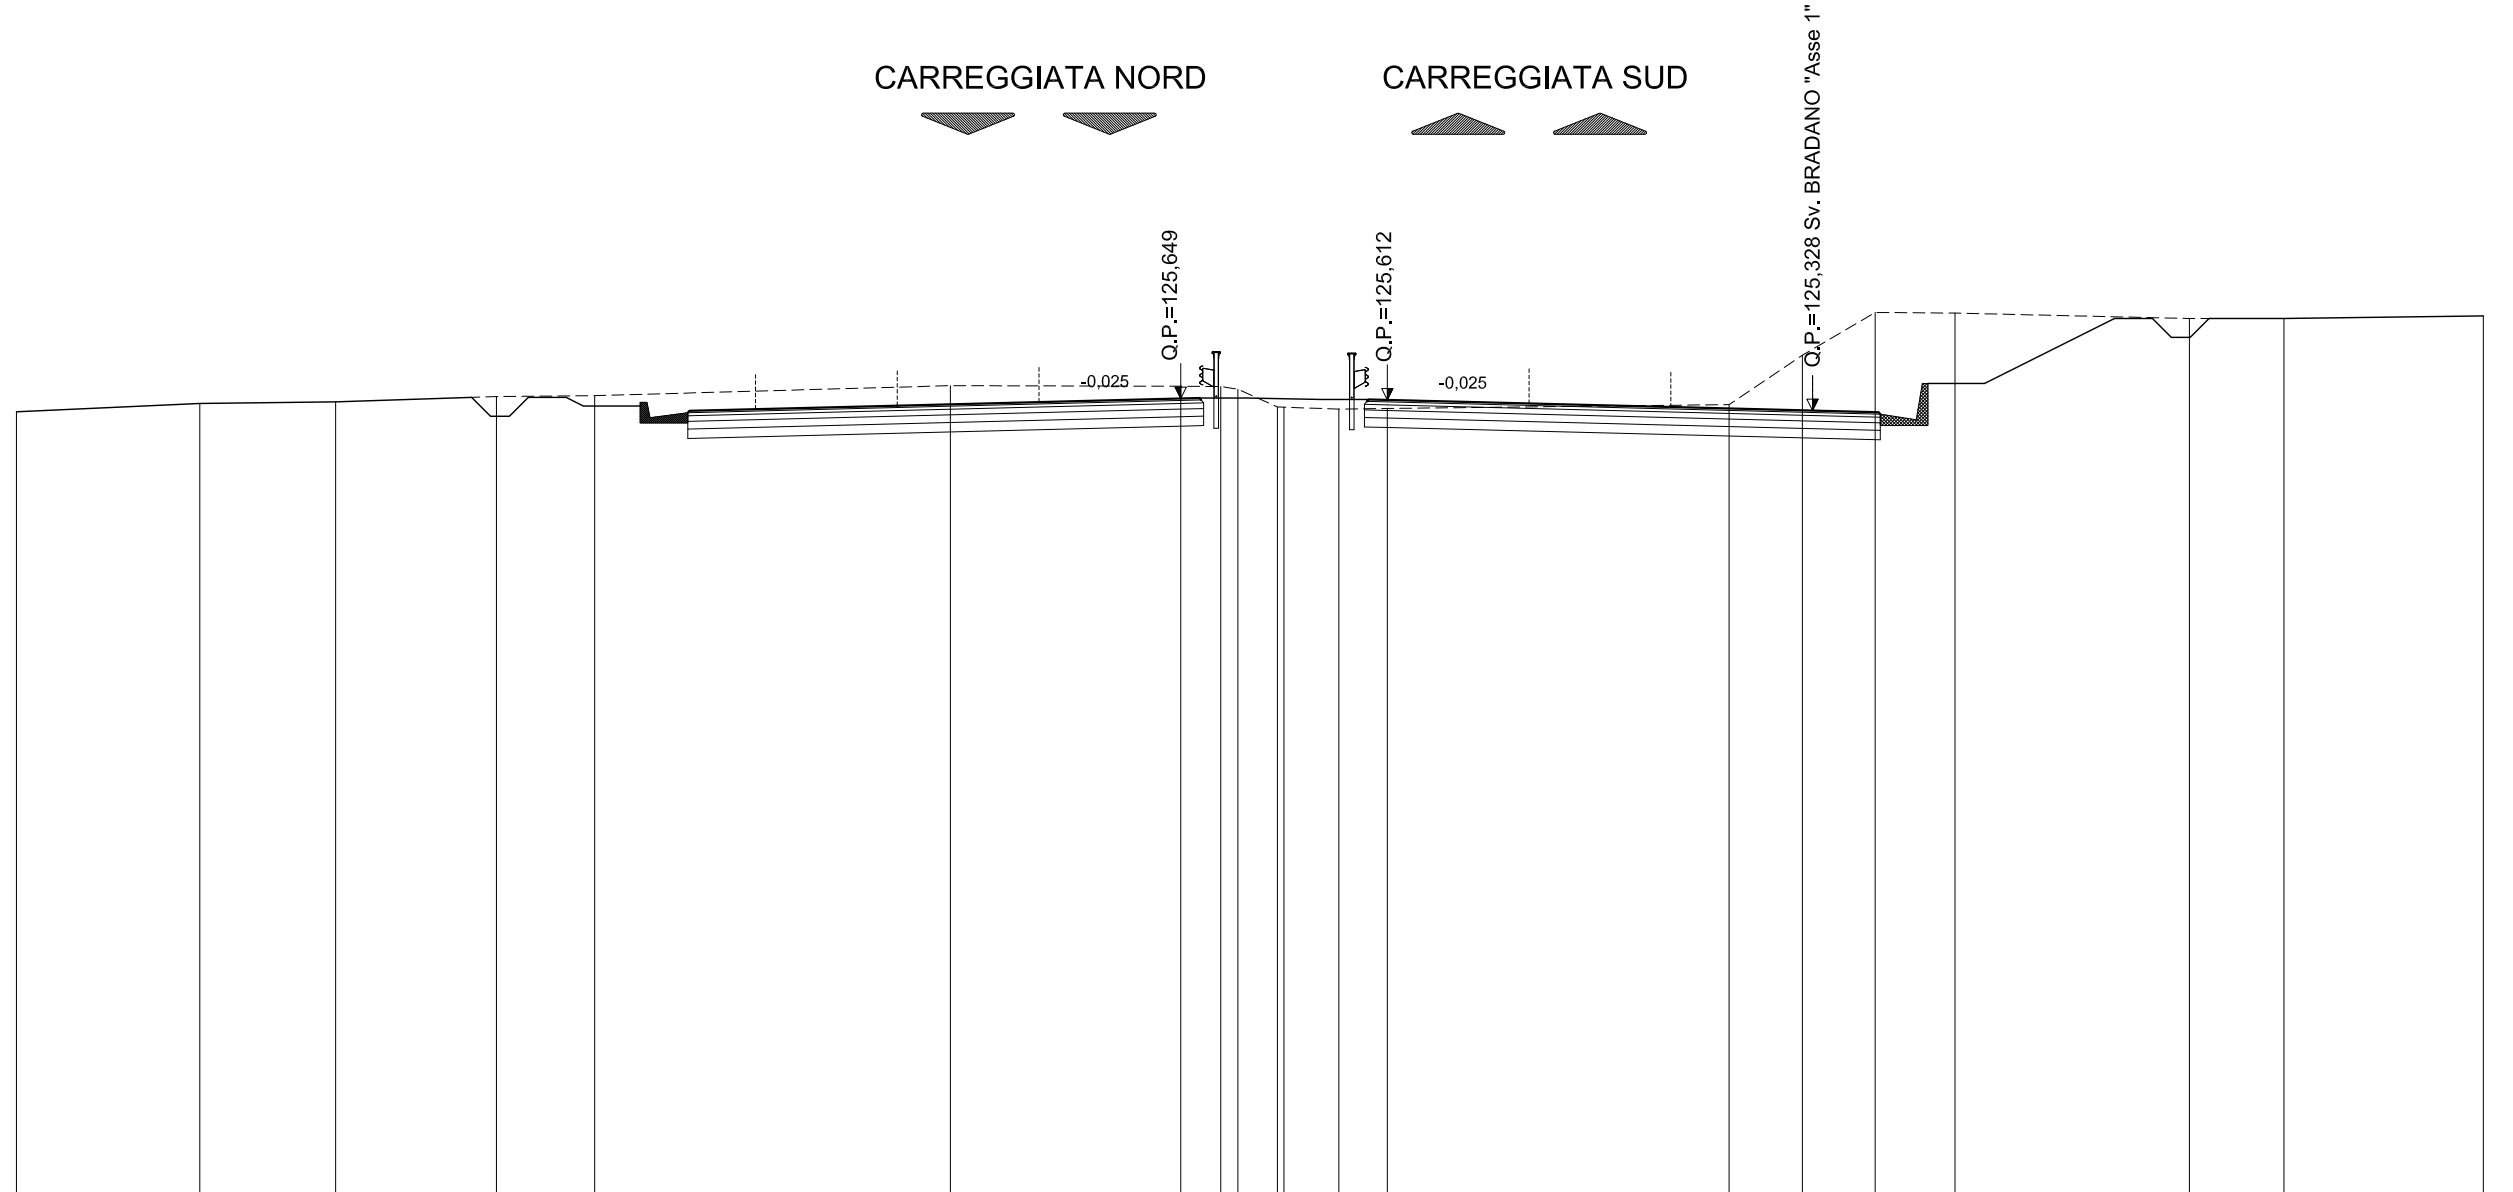 CARREGGIATA NORD
CARREGGIATA SUD
Q.P.=125,649
Q.P.=125,612
Q.P.=125,328 Sv. BRADANO "Asse 1"
-0,025
-0,025